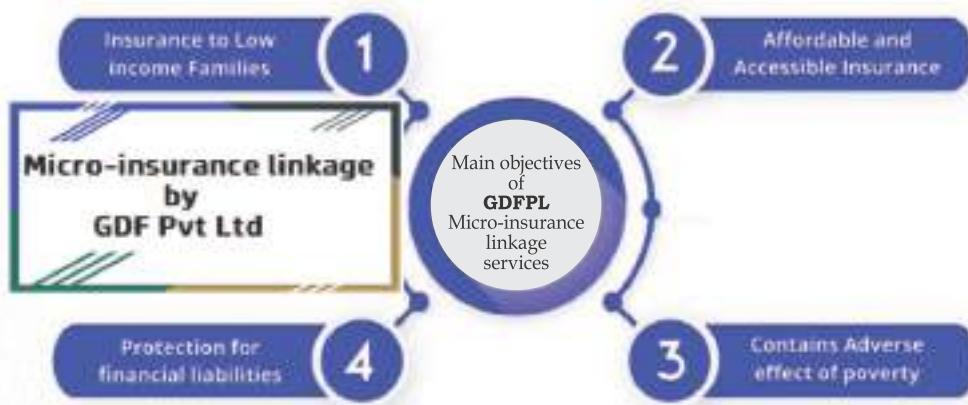 Insurance to Low
Income Families
1
2
Affordable and
Accessible Insurance
Micro-insurance linkage
by
GDF Pvt Ltd
Main objectives
of
GDFPL
Micro-insurance
linkage
services
Protection for
financial liabilities
4
3
Contains Adverse
effect of poverty